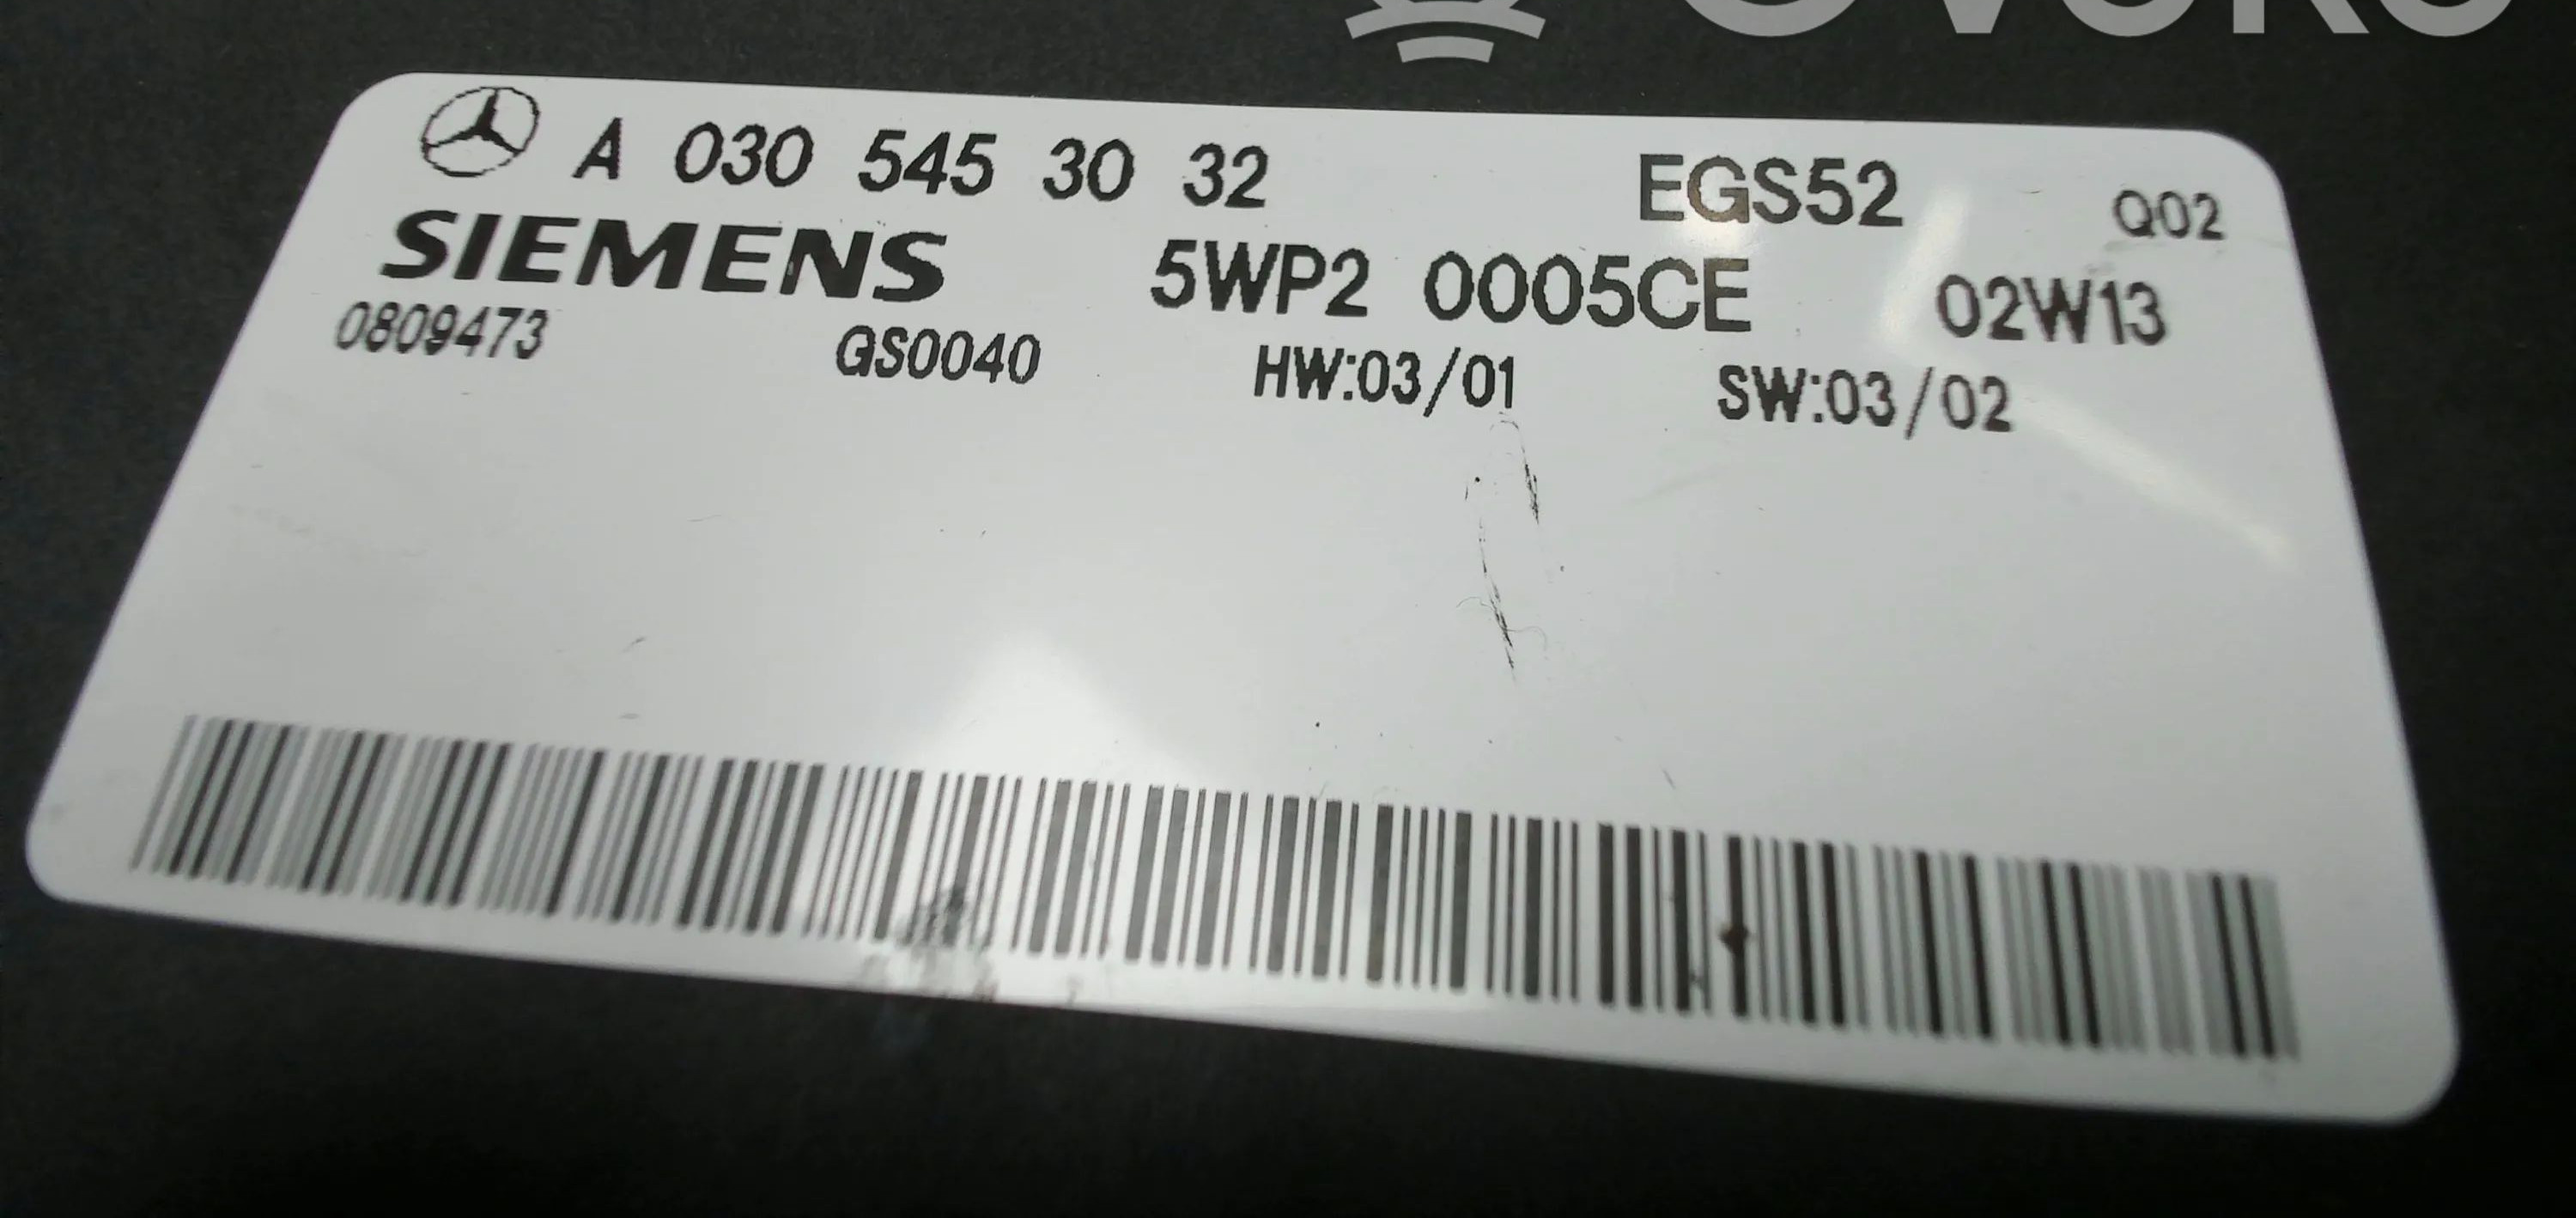 A 030 545 30 32 EGS52 Q02
SIEMENS 5WP2 0005CE 02W13
0809473 GS0040 HW:03/01 SW:03/02